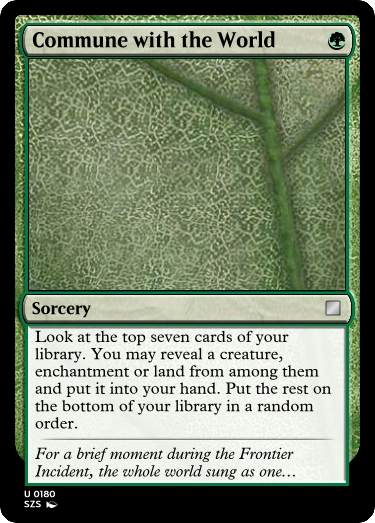 Commune with the World
Sorcery
Look at the top seven cards of your
library. You may reveal a creature,
enchantment or land from among them
and put it into your hand. Put the rest on
the bottom of your library in a random
order.
For a brief moment during the Frontier
Incident, the whole world sung as one…
U 0180
SZS